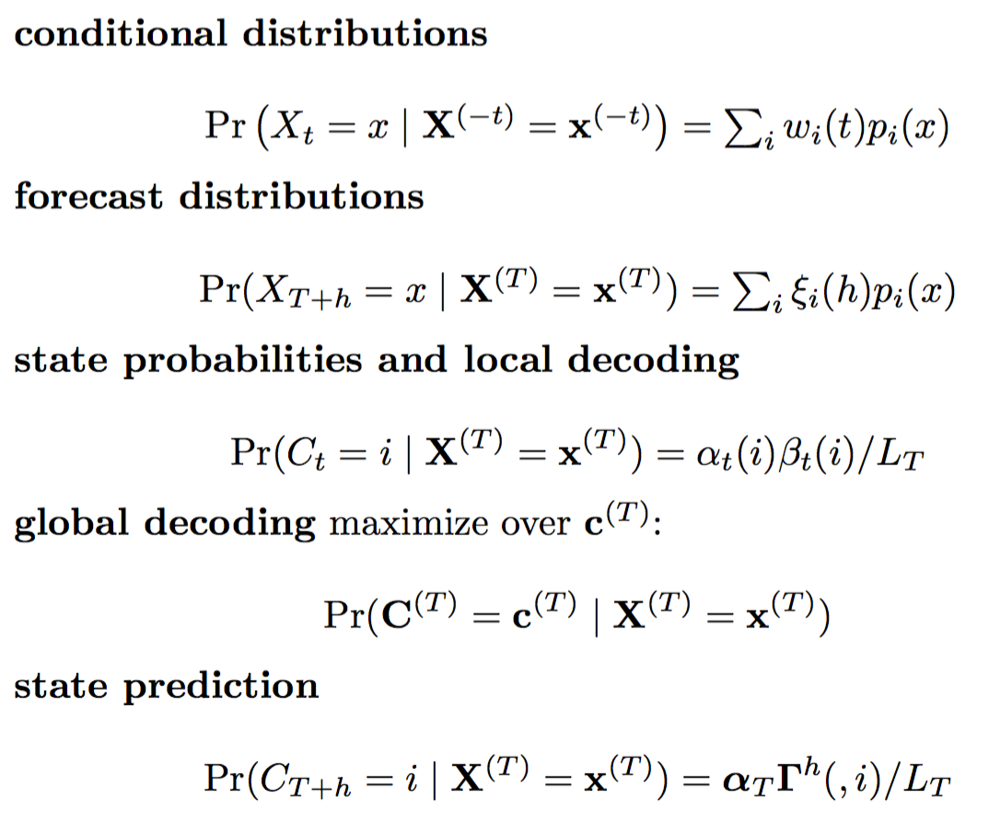 conditional distributions
Pr (X_t = x | 𝐗^{(−t)} = 𝐱^{(−t)}) = ∑_i w_i(t)p_i(x)
forecast distributions
Pr(X_{T+h} = x | 𝐗^{(T)} = 𝐱^{(T)}) = ∑_i ξ_i(h)p_i(x)
state probabilities and local decoding
Pr(C_t = i | 𝐗^{(T)} = 𝐱^{(T)}) = α_t(i)β_t(i)/L_T
global decoding maximize over 𝐜^{(T)}:
Pr(𝐂^{(T)} = 𝐜^{(T)} | 𝐗^{(T)} = 𝐱^{(T)})
state prediction
Pr(C_{T+h} = i | 𝐗^{(T)} = 𝐱^{(T)}) = 𝛂_T 𝚪^h(,i)/L_T